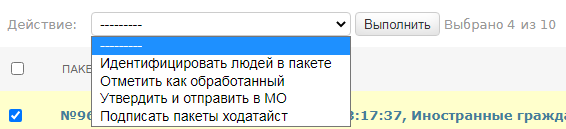 Действие: --------- Выполнить Выбрано 4 из 10
---------
Идентифицировать людей в пакете
ПАКЕ
Отметить как обработанный
Утвердить и отправить в МО
№96 3:17:37, Иностранные гражда
Подписать пакеты ходатайст